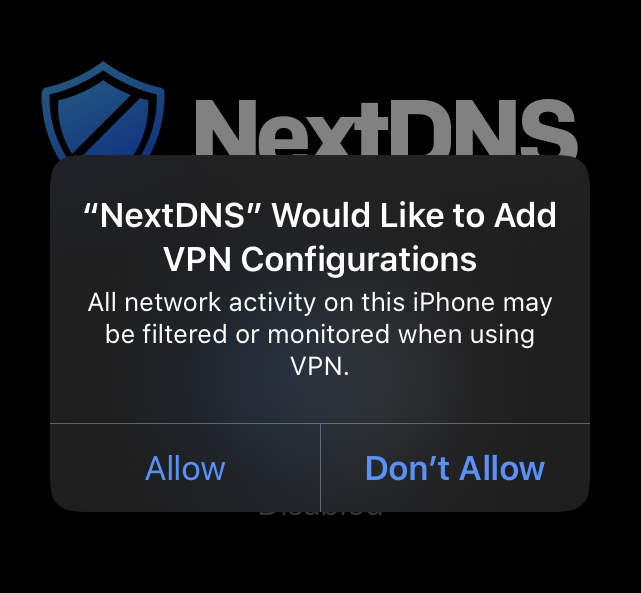 NextDNS
“NextDNS” Would Like to Add
VPN Configurations
All network activity on this iPhone may
be filtered or monitored when using
VPN.
Allow
Don’t Allow
Disabled